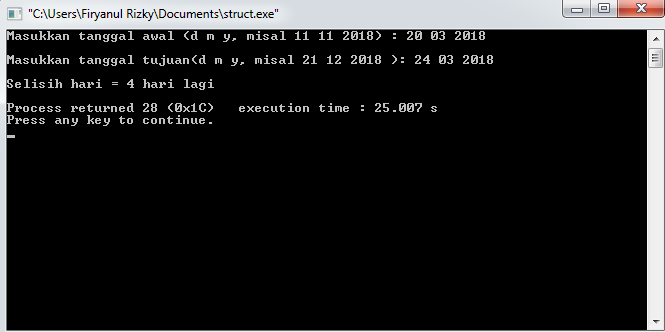 "C:\Users\Firyanul Rizky\Documents\struct.exe"
Masukkan tanggal awal (d m y, misal 11 11 2018) : 20 03 2018
Masukkan tanggal tujuan(d m y, misal 21 12 2018 ): 24 03 2018
Selisih hari = 4 hari lagi
Process returned 28 (0x1C)   execution time : 25.007 s
Press any key to continue.